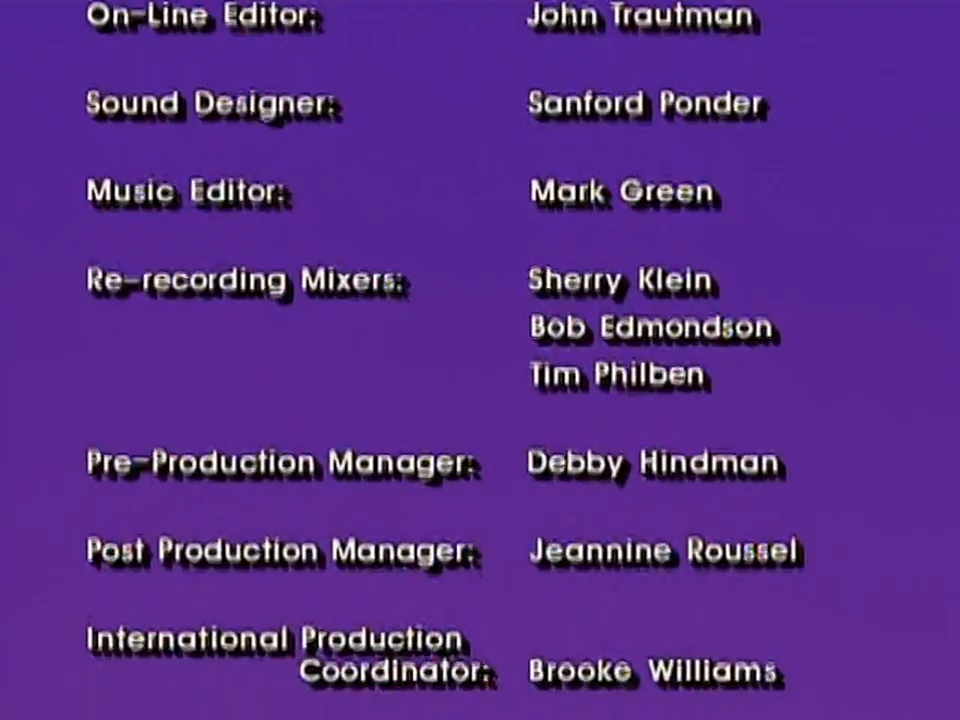 On-Line Editor: John Trautman
Sound Designer: Sanford Ponder
Music Editor: Mark Green
Re-recording Mixers: Sherry Klein
Bob Edmondson
Tim Philben
Pre-Production Manager: Debby Hindman
Post Production Manager: Jeannine Roussel
International Production
Coordinator: Brooke Williams